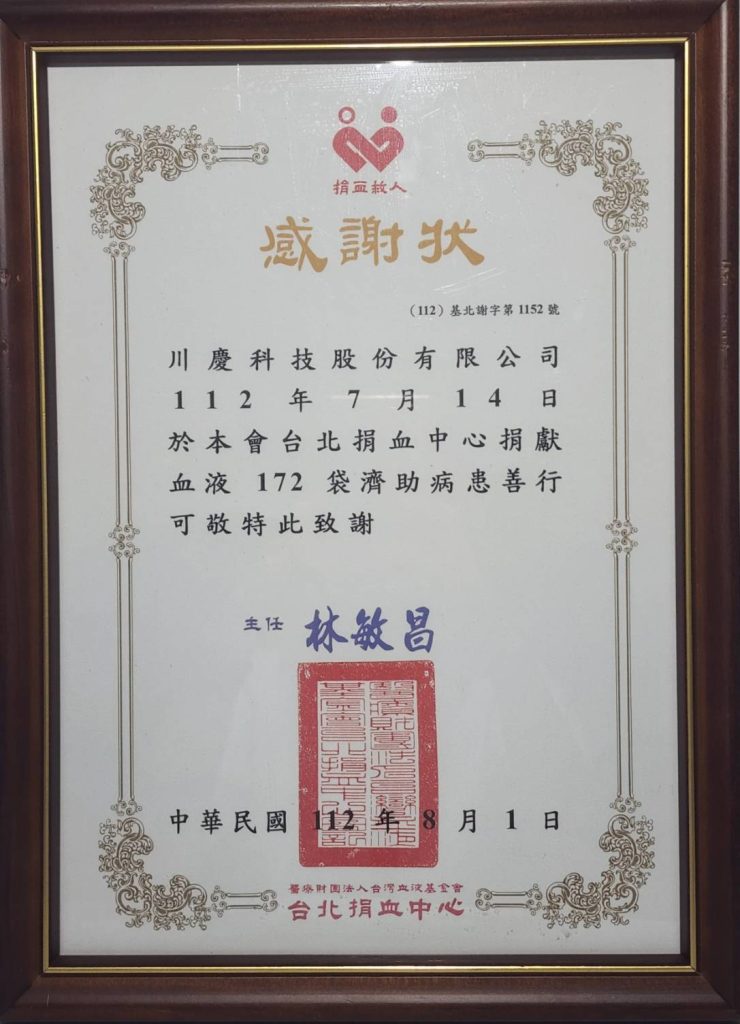 捐血救人
感謝狀
（112）基北謝字第 1152 號
川慶科技股份有限公司
112 年 7 月 14 日
於本會台北捐血中心捐獻
血液 172 袋濟助病患善行
可敬特此致謝
主任 林敏昌
中華民國 112 年 8 月 1 日
醫療財團法人台灣血液基金會
台北捐血中心